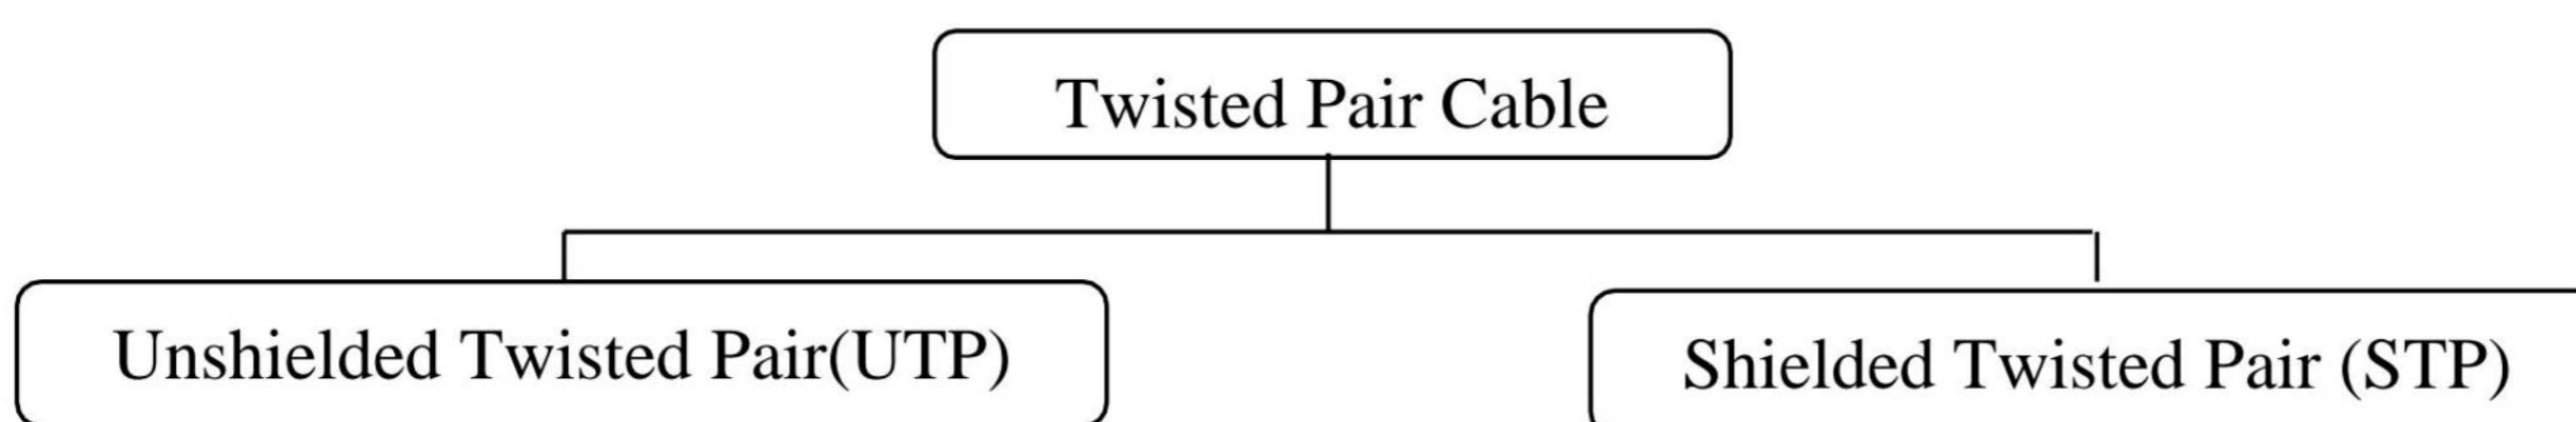 Twisted Pair Cable
Unshielded Twisted Pair(UTP)
Shielded Twisted Pair (STP)